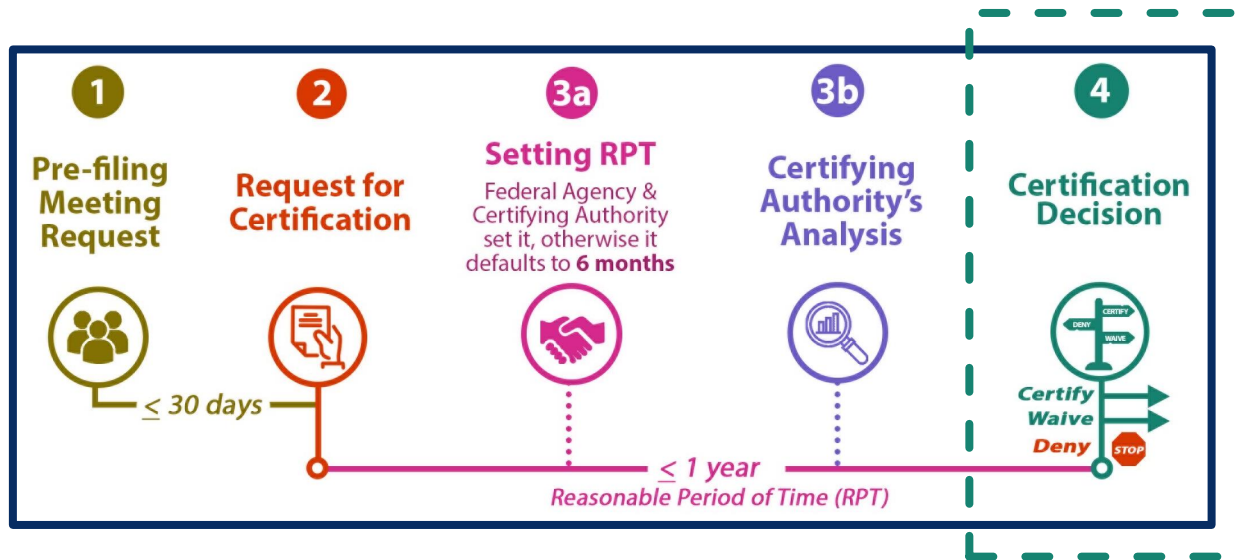 1
Pre-filing
Meeting
Request
≤ 30 days
2
Request for
Certification
3a
Setting RPT
Federal Agency &
Certifying Authority
set it, otherwise it
defaults to 6 months
3b
Certifying
Authority's
Analysis
≤ 1 year
Reasonable Period of Time (RPT)
4
Certification
Decision
CERTIFY
DENY
WAIVE
Certify
Waive
Deny STOP